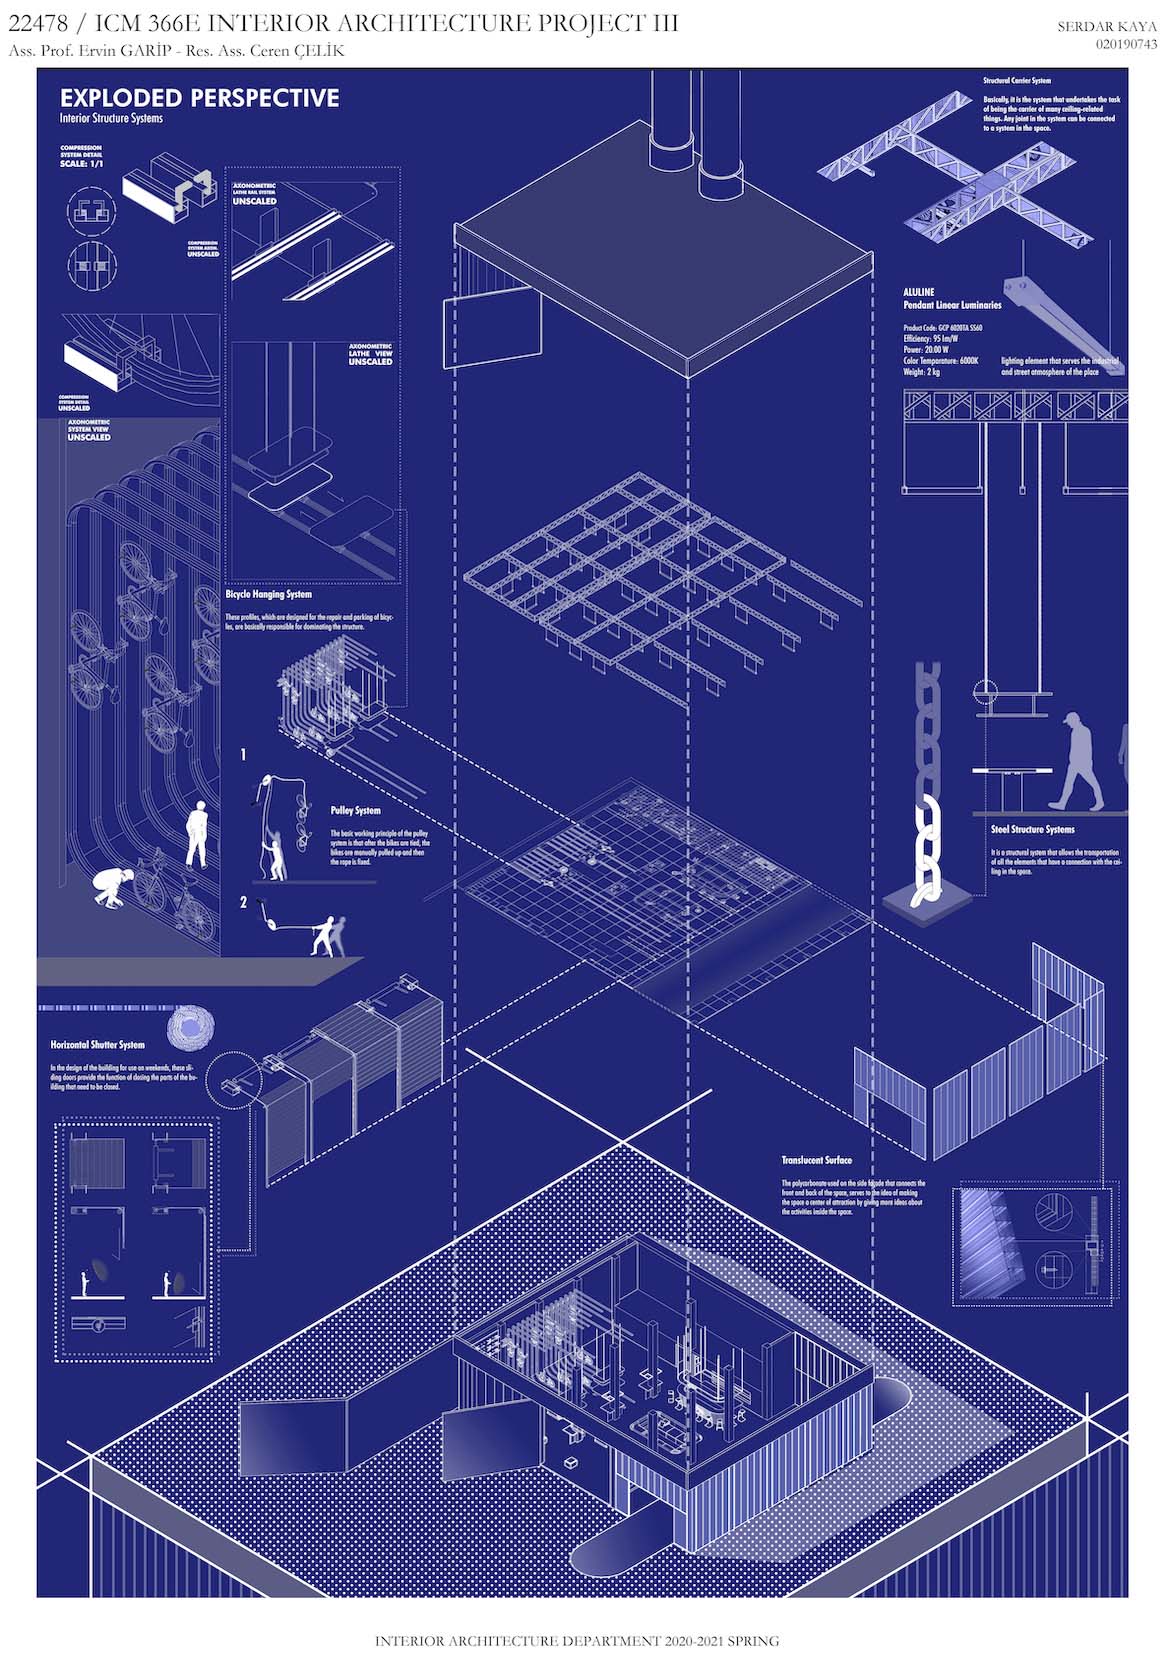 22478 / ICM 366E INTERIOR ARCHITECTURE PROJECT III
Ass. Prof. Ervin GARİP - Res. Ass. Ceren ÇELİK
SERDAR KAYA
020190743
EXPLODED PERSPECTIVE
Interior Structure Systems
COMPRESSION
SYSTEM DETAIL
SCALE: 1/1
COMPRESSION
SYSTEM AXON.
UNSCALED
AXONOMETRIC
LATHE RAIL SYSTEM
UNSCALED
AXONOMETRIC
LATHE VIEW
UNSCALED
COMPRESSION
SYSTEM DETAIL
UNSCALED
AXONOMETRIC
SYSTEM VIEW
UNSCALED
Structural Carrier System
Basically, it is the system that undertakes the task
of being the carrier of many ceiling-related
things. Any joint in the system can be connected
to a system in the space.
ALULINE
Pendant Linear Luminaries
Product Code: GCP 6020TA SS60
Efficiency: 95 lm/W
Power: 20.00 W
Color Temperature: 6000K
Weight: 2 kg
lighting element that serves the industrial
and street atmosphere of the place
Bicycle Hanging System
These profiles, which are designed for the repair and parking of bicyc-
les, are basically responsible for dominating the structure.
1
Pulley System
The basic working principle of the pulley
system is that after the bikes are tied, the
bikes are manually pulled up and then
the rope is fixed.
2
Steel Structure Systems
It is a structural system that allows the transportation
of all the elements that have a connection with the cei-
ling in the space.
Horizontal Shutter System
In the design of the building for use on weekends, these sli-
ding doors provide the function of closing the parts of the bu-
ilding that need to be closed.
Translucent Surface
The polycarbonate used on the side façade that connects the
front and back of the space, serves to the idea of making
the space a center of attraction by giving more ideas about
the activities inside the space.
INTERIOR ARCHITECTURE DEPARTMENT 2020-2021 SPRING